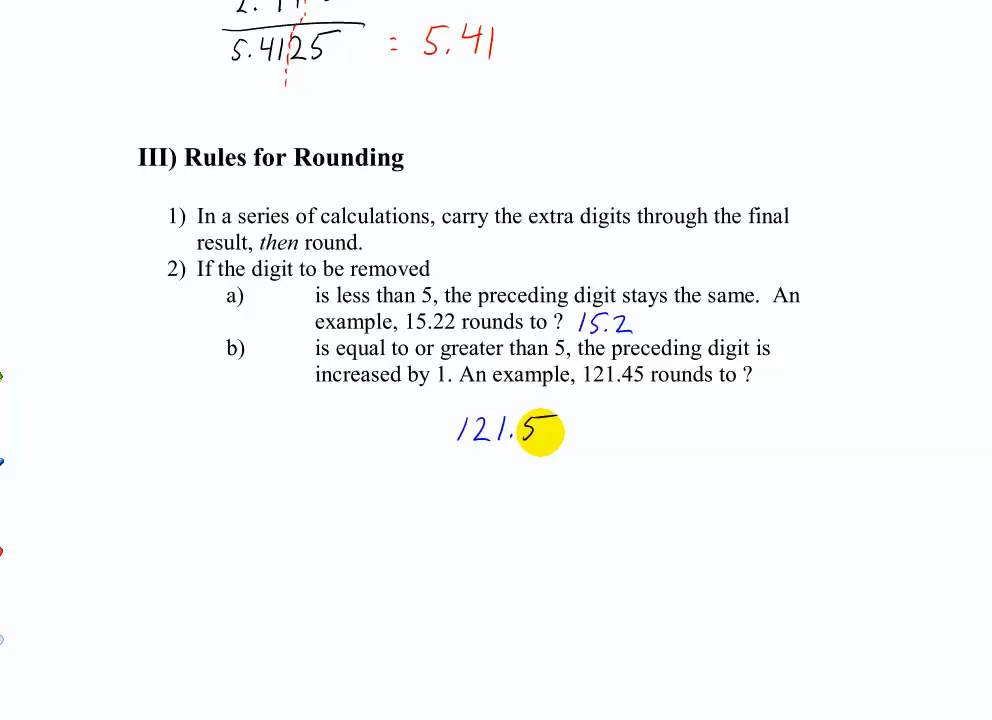 5.4125 = 5.41
III) Rules for Rounding
1) In a series of calculations, carry the extra digits through the final
result, then round.
2) If the digit to be removed
a) is less than 5, the preceding digit stays the same. An
example, 15.22 rounds to ? 15.2
b) is equal to or greater than 5, the preceding digit is
increased by 1. An example, 121.45 rounds to ?
121.5